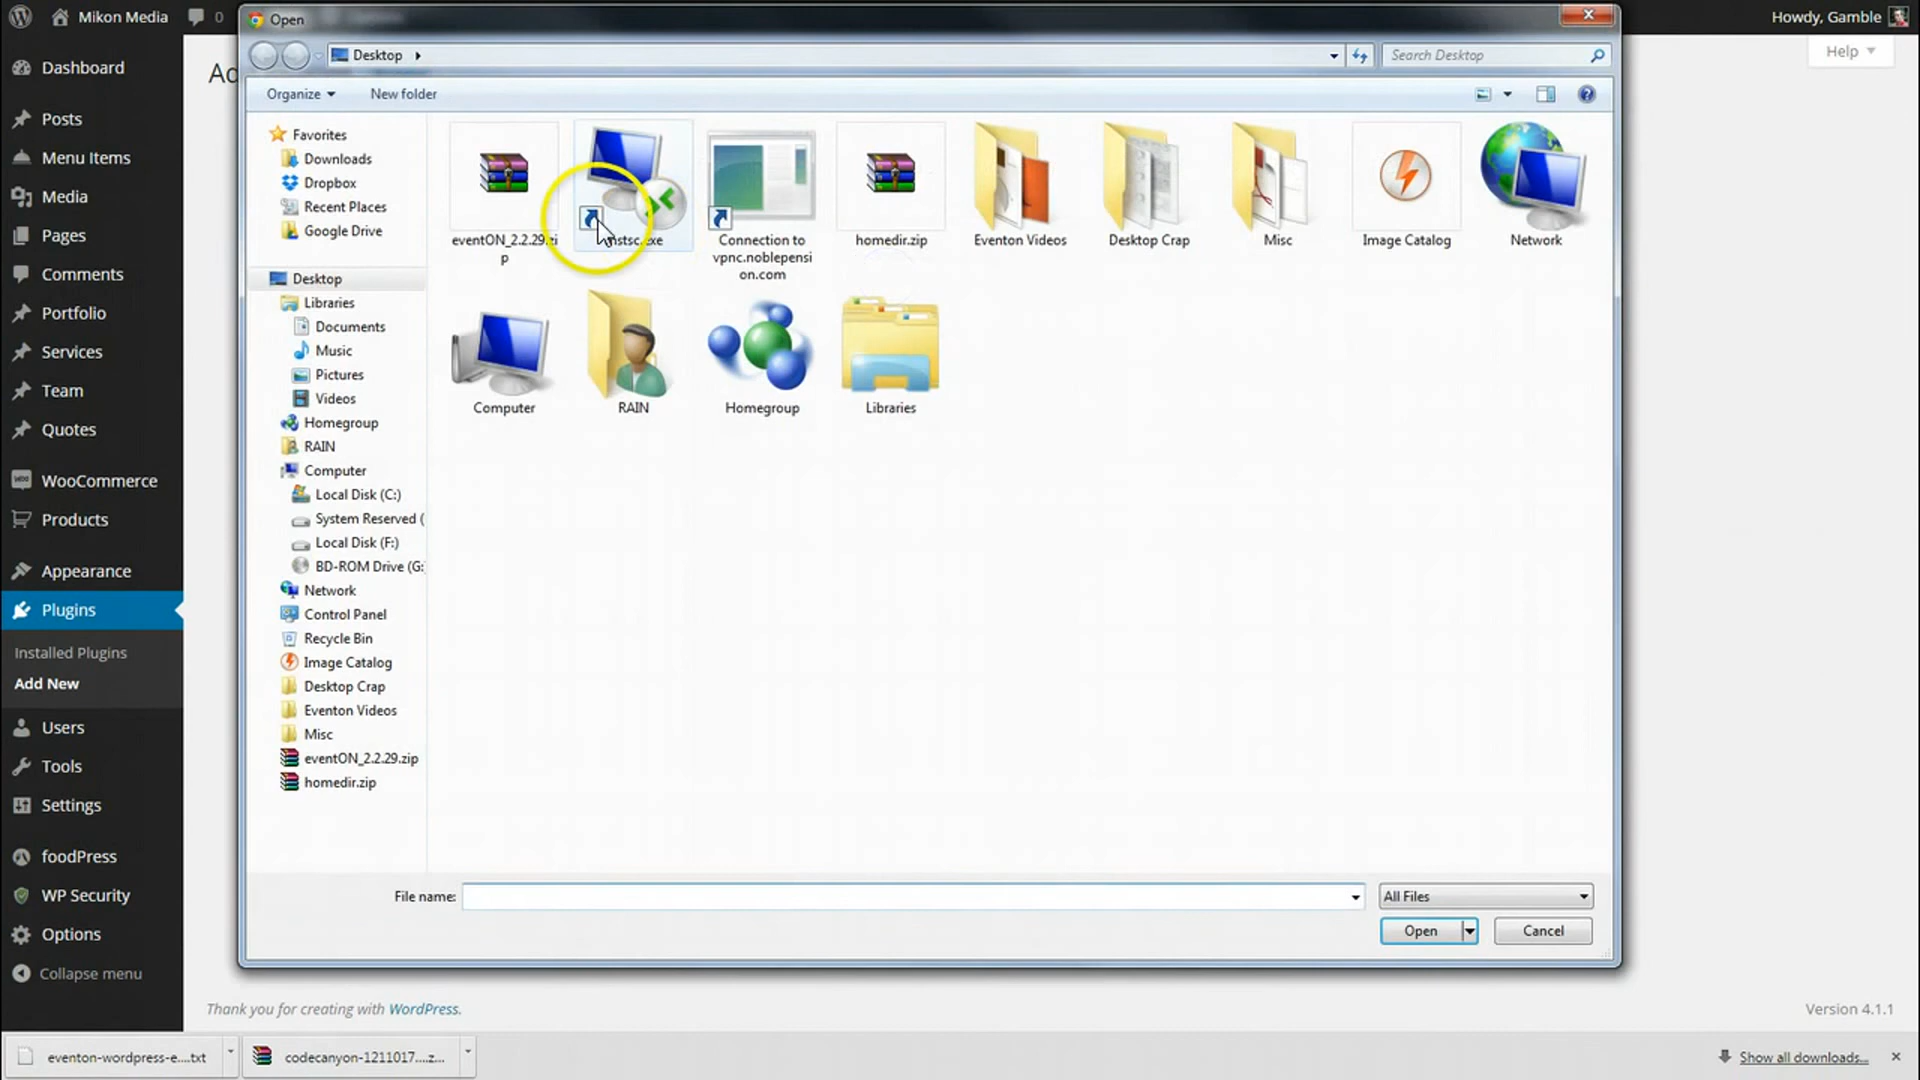 Mikon Media
0
Howdy, Gamble
Open
Desktop
Search Desktop
Help
Ad
Organize
New folder
Dashboard
Posts
Menu Items
Media
Pages
Comments
Portfolio
Services
Team
Quotes
WooCommerce
Products
Appearance
Plugins
Installed Plugins
Add New
Users
Tools
Settings
foodPress
WP Security
Options
Collapse menu
Favorites
Downloads
Dropbox
Recent Places
Google Drive
Desktop
Libraries
Documents
Music
Pictures
Videos
Homegroup
RAIN
Computer
Local Disk (C:)
System Reserved (
Local Disk (F:)
BD-ROM Drive (G:
Network
Control Panel
Recycle Bin
Image Catalog
Desktop Crap
Eventon Videos
Misc
eventON_2.2.29.zip
homedir.zip
eventON_2.2.29.zi
p
mstsc.exe
Connection to
vpnc.noblepensi
on.com
homedir.zip
Eventon Videos
Desktop Crap
Misc
Image Catalog
Network
Computer
RAIN
Homegroup
Libraries
File name:
All Files
Open
Cancel
Thank you for creating with WordPress.
Version 4.1.1
eventon-wordpress-e....txt
codecanyon-1211017....z...
Show all downloads...